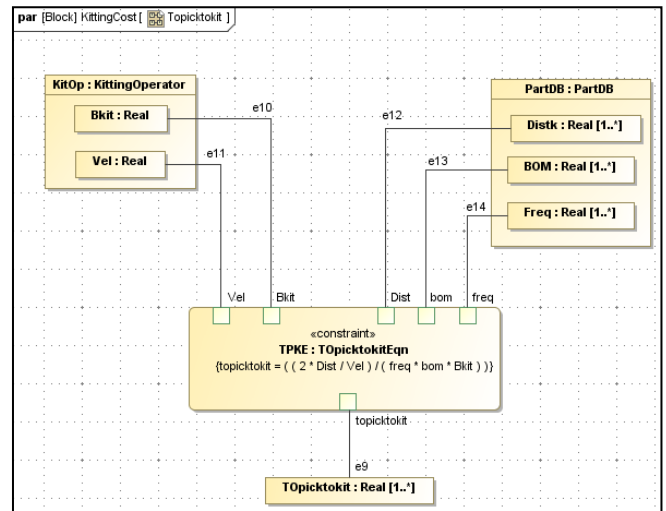 par [Block] KittingCost [ Topicktokit ]
KitOp : KittingOperator
Bkit : Real
Vel : Real
PartDB : PartDB
Distk : Real [1..*]
BOM : Real [1..*]
Freq : Real [1..*]
e10
e11
e12
e13
e14
Vel
Bkit
Dist
bom
freq
«constraint»
TPKE : TOpicktokitEqn
{topicktokit = ( ( 2 * Dist / Vel ) / ( freq * bom * Bkit ) )}
topicktokit
e9
TOpicktokit : Real [1..*]